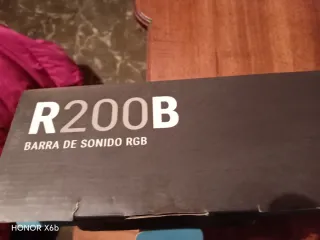 R200B
BARRA DE SONIDO RGB
HONOR X6b